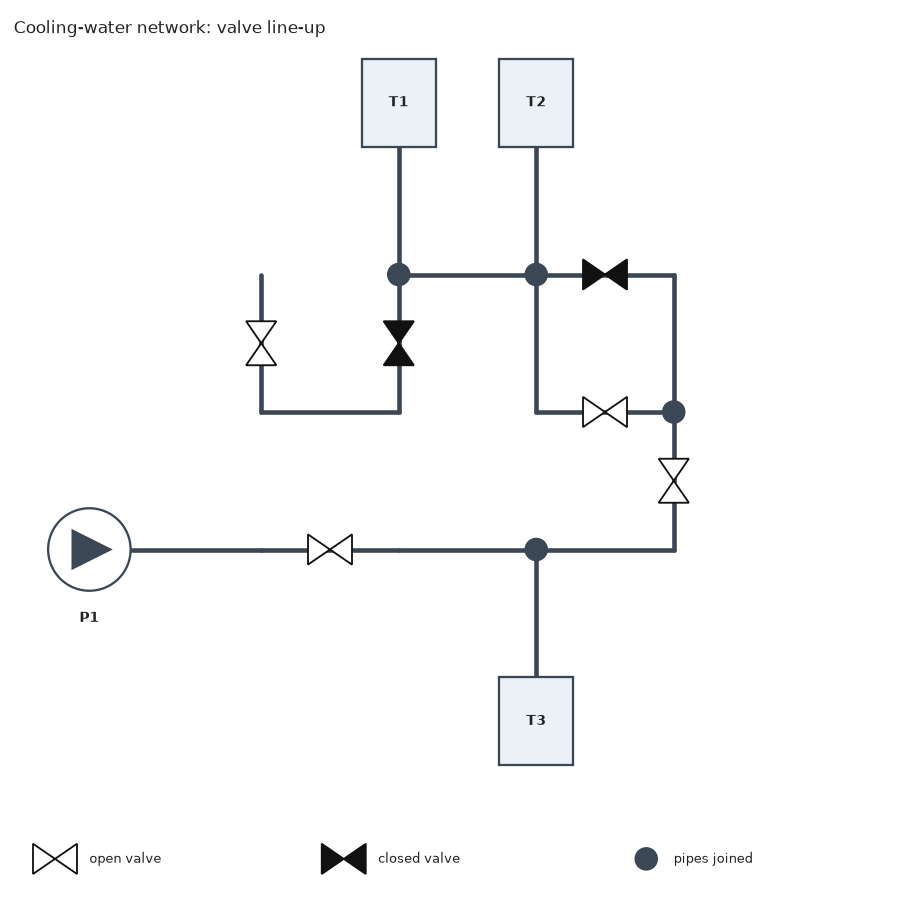 Cooling-water network: valve line-up
T1
T2
P1
T3
open valve
closed valve
pipes joined